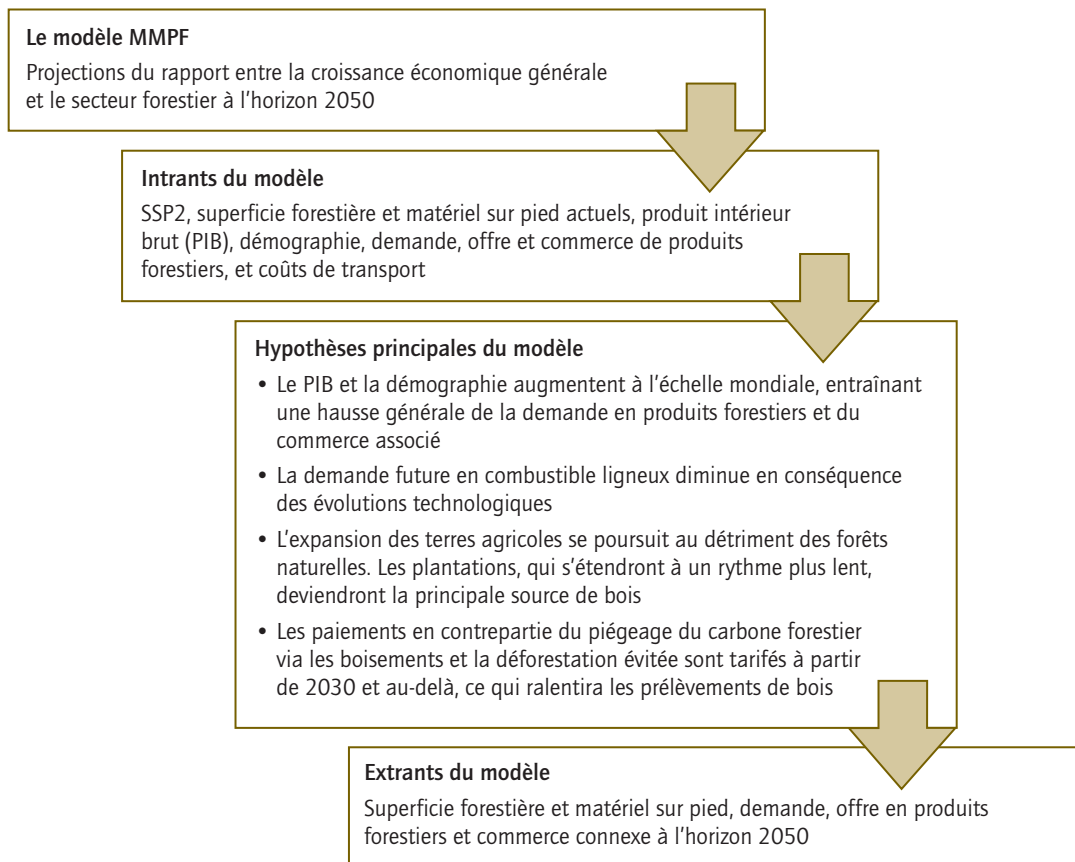 Le modèle MMPF
Projections du rapport entre la croissance économique générale
et le secteur forestier à l'horizon 2050
Intrants du modèle
SSP2, superficie forestière et matériel sur pied actuels, produit intérieur
brut (PIB), démographie, demande, offre et commerce de produits
forestiers, et coûts de transport
Hypothèses principales du modèle
• Le PIB et la démographie augmentent à l'échelle mondiale, entraînant
une hausse générale de la demande en produits forestiers et du
commerce associé
• La demande future en combustible ligneux diminue en conséquence
des évolutions technologiques
• L'expansion des terres agricoles se poursuit au détriment des forêts
naturelles. Les plantations, qui s'étendront à un rythme plus lent,
deviendront la principale source de bois
• Les paiements en contrepartie du piégeage du carbone forestier
via les boisements et la déforestation évitée sont tarifés à partir
de 2030 et au-delà, ce qui ralentira les prélèvements de bois
Extrants du modèle
Superficie forestière et matériel sur pied, demande, offre en produits
forestiers et commerce connexe à l'horizon 2050